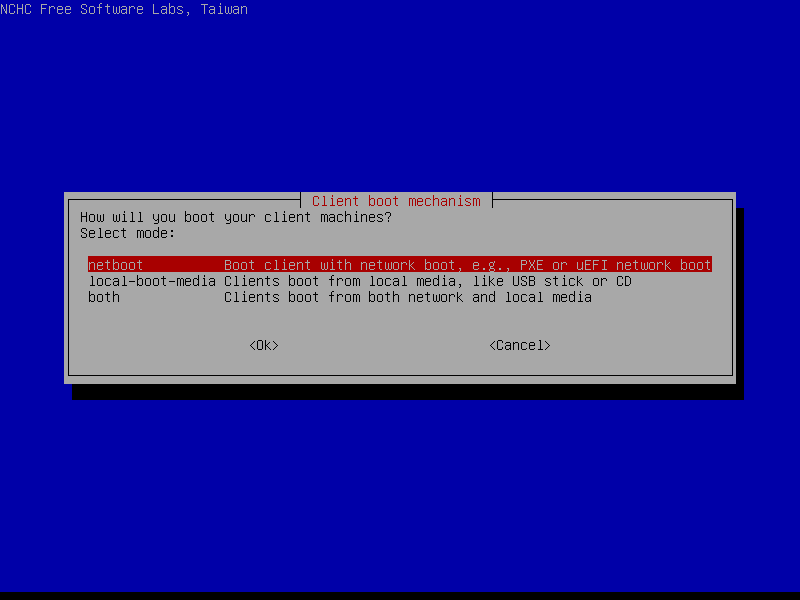 NCHC Free Software Labs, Taiwan
Client boot mechanism
How will you boot your client machines?
Select mode:
netboot Boot client with network boot, e.g., PXE or uEFI network boot
local-boot-media Clients boot from local media, like USB stick or CD
both Clients boot from both network and local media
<Ok> <Cancel>